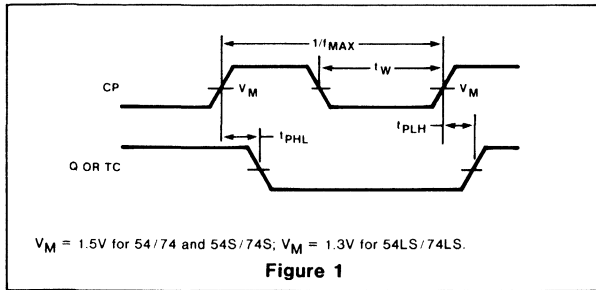 1/fMAX
tW
CP
VM
VM
tPHL
tPLH
Q OR TC
VM = 1.5V for 54/74 and 54S/74S; VM = 1.3V for 54LS/74LS.
Figure 1